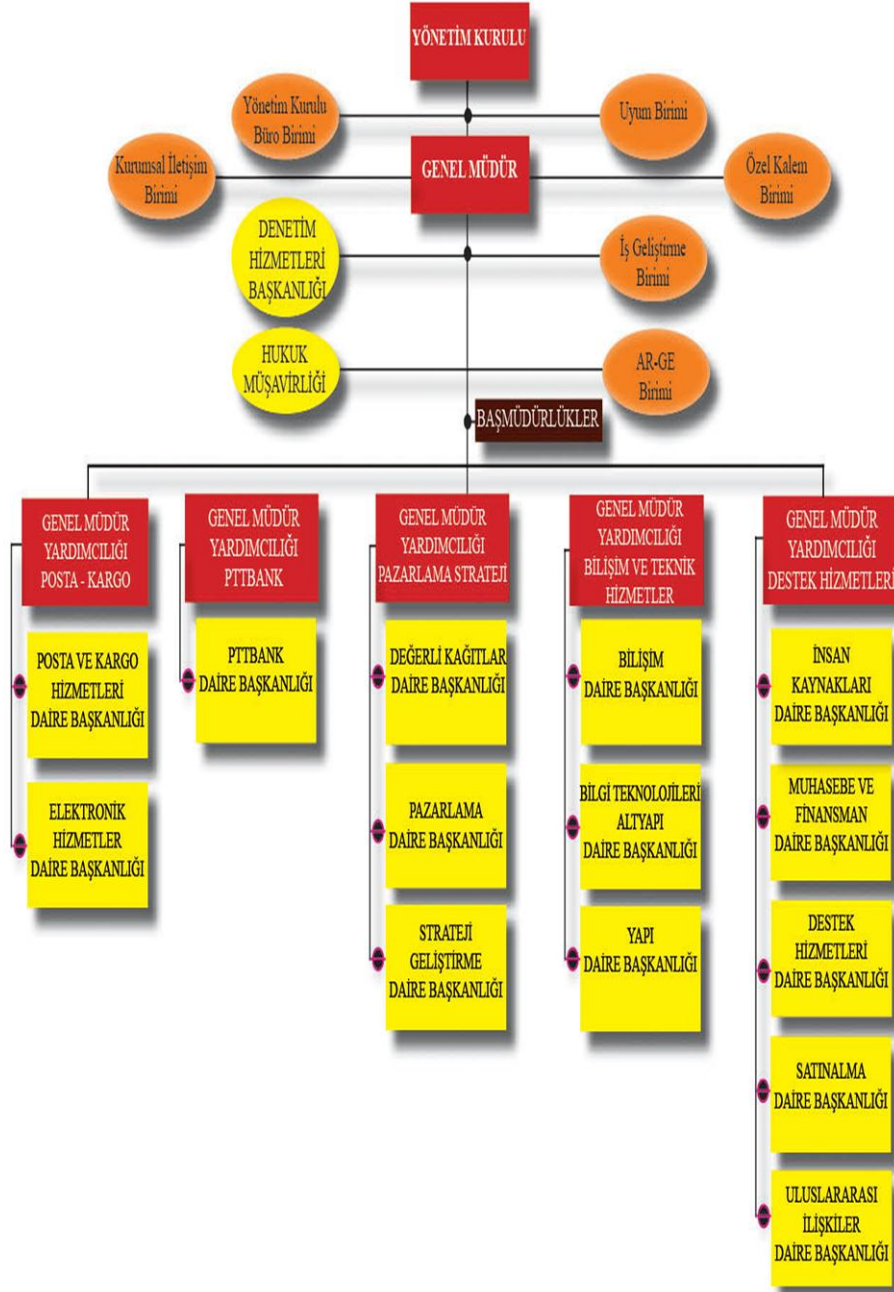 YÖNETİM KURULU
Yönetim Kurulu
Büro Birimi
Uyum Birimi
Kurumsal İletişim
Birimi
GENEL MÜDÜR
Özel Kalem
Birimi
DENETİM
HİZMETLERİ
BAŞKANLIĞI
İş Geliştirme
Birimi
HUKUK
MÜŞAVİRLİĞİ
AR-GE
Birimi
BAŞMÜDÜRLÜKLER
GENEL MÜDÜR
YARDIMCILIĞI
POSTA - KARGO
GENEL MÜDÜR
YARDIMCILIĞI
PTTBANK
GENEL MÜDÜR
YARDIMCILIĞI
PAZARLAMA STRATEJİ
GENEL MÜDÜR
YARDIMCILIĞI
BİLİŞİM VE TEKNİK
HİZMETLER
GENEL MÜDÜR
YARDIMCILIĞI
DESTEK HİZMETLERİ
POSTA VE KARGO
HİZMETLERİ
DAİRE BAŞKANLIĞI
ELEKTRONİK
HİZMETLER
DAİRE BAŞKANLIĞI
PTTBANK
DAİRE BAŞKANLIĞI
DEĞERLİ KAĞITLAR
DAİRE BAŞKANLIĞI
PAZARLAMA
DAİRE BAŞKANLIĞI
STRATEJİ
GELİŞTİRME
DAİRE BAŞKANLIĞI
BİLİŞİM
DAİRE BAŞKANLIĞI
BİLGİ TEKNOLOJİLERİ
ALTYAPI
DAİRE BAŞKANLIĞI
YAPI
DAİRE BAŞKANLIĞI
İNSAN
KAYNAKLARI
DAİRE BAŞKANLIĞI
MUHASEBE VE
FİNANSMAN
DAİRE BAŞKANLIĞI
DESTEK
HİZMETLERİ
DAİRE BAŞKANLIĞI
SATINALMA
DAİRE BAŞKANLIĞI
ULUSLARARASI
İLİŞKİLER
DAİRE BAŞKANLIĞI